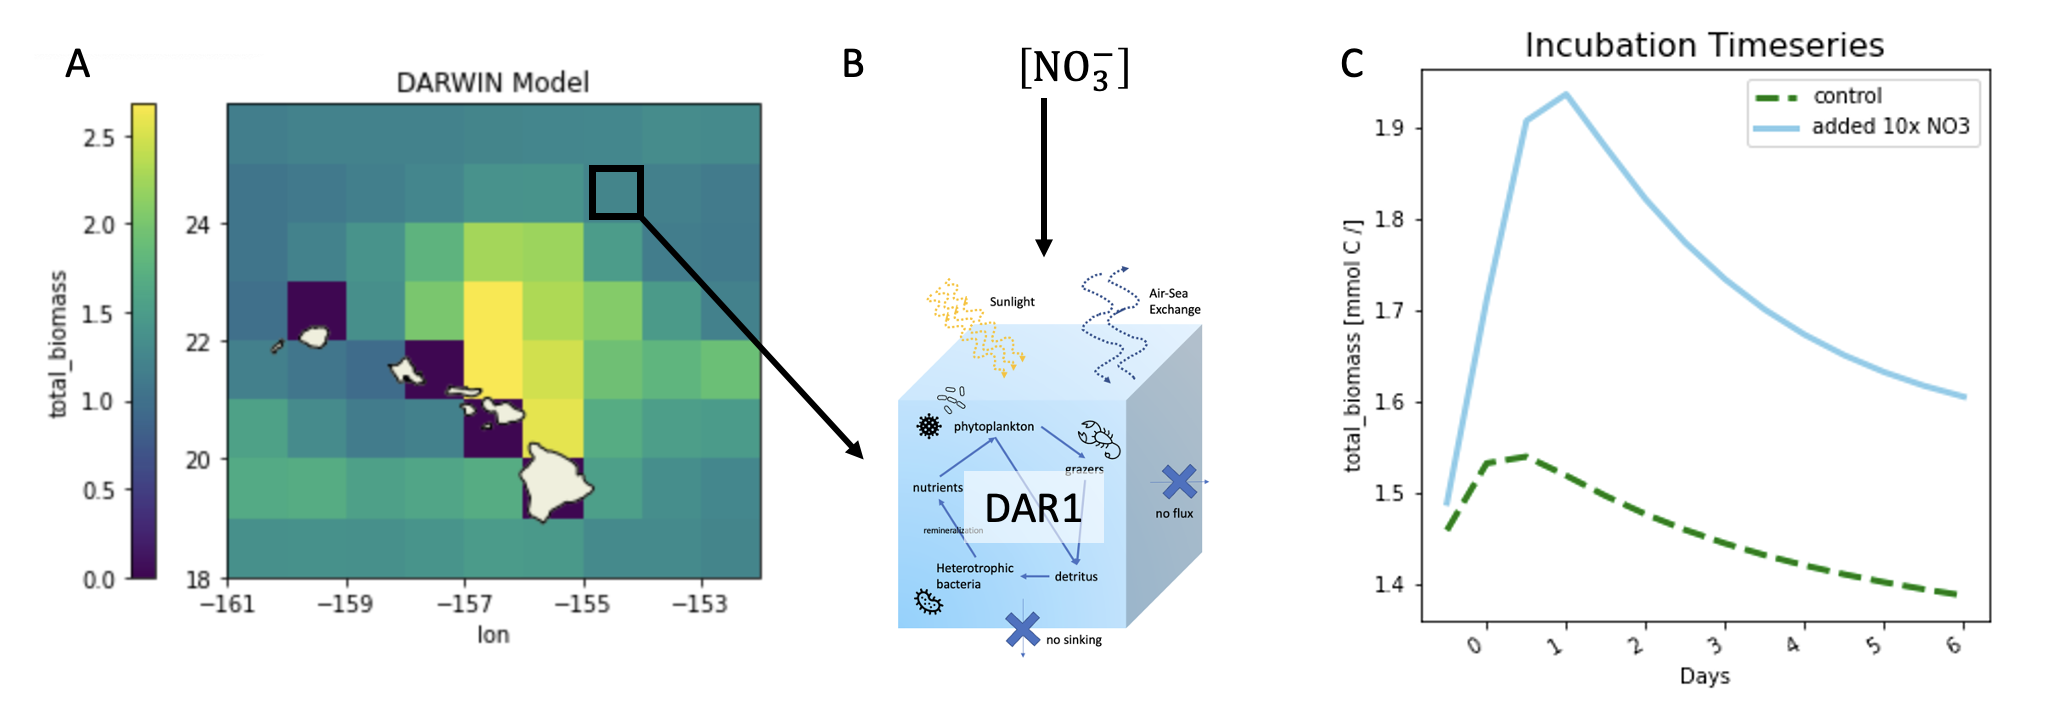 A
DARWIN Model
total_biomass
2.5
2.0
1.5
1.0
0.5
0.0
24
22
20
18
−161
−159
−157
−155
−153
lon
B
[NO₃⁻]
Sunlight
Air-Sea
Exchange
phytoplankton
grazers
nutrients
DAR1
no flux
remineralization
Heterotrophic
bacteria
detritus
no sinking
C
Incubation Timeseries
control
added 10x NO3
total_biomass [mmol C /]
1.9
1.8
1.7
1.6
1.5
1.4
0
1
2
3
4
5
6
Days